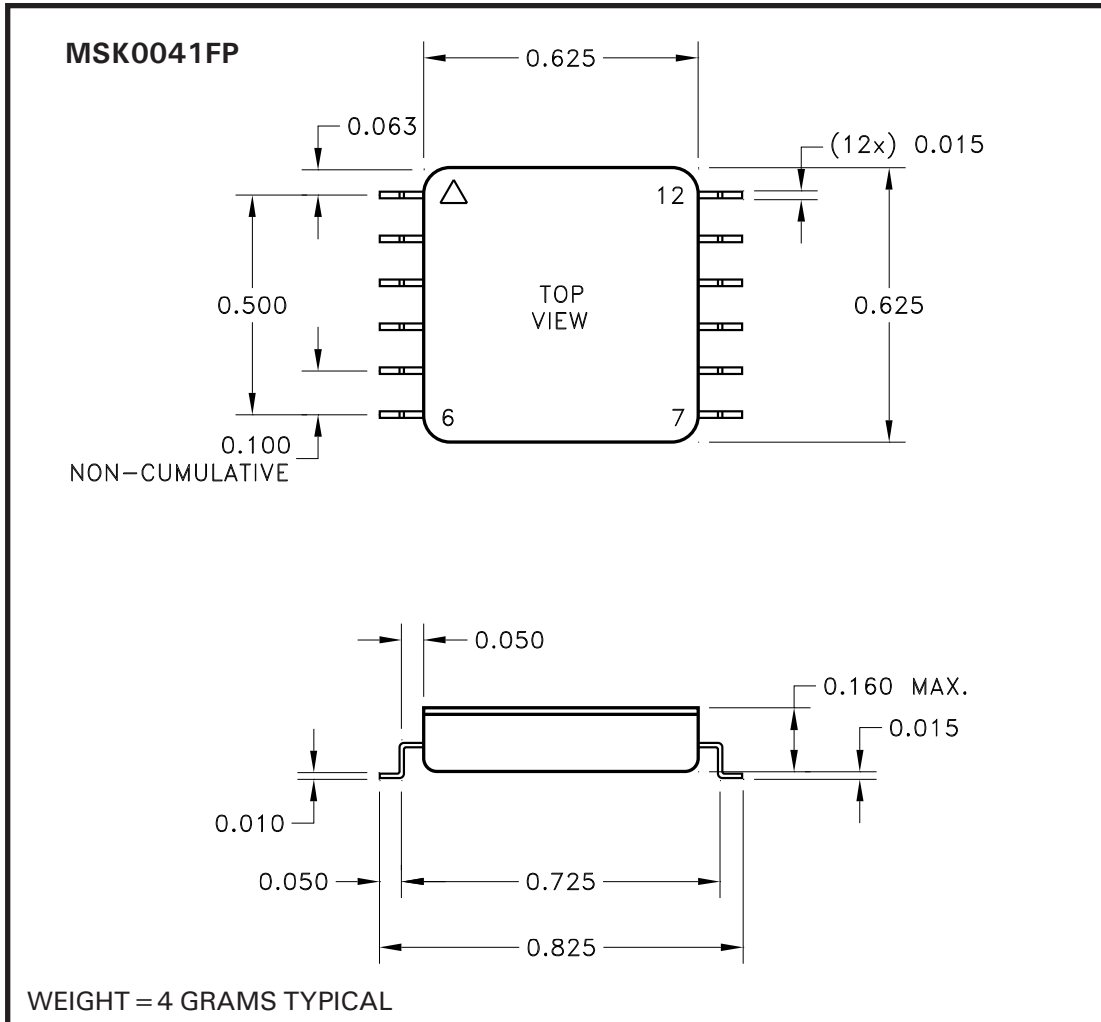 MSK0041FP
0.625
0.063
(12x) 0.015
12
0.500
TOP
VIEW
0.625
6
7
0.100
NON-CUMULATIVE
0.050
0.160 MAX.
0.015
0.010
0.050
0.725
0.825
WEIGHT = 4 GRAMS TYPICAL